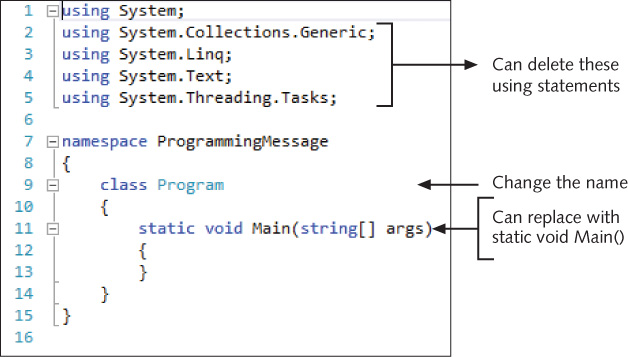 1 using System;
2 using System.Collections.Generic;
3 using System.Linq;
4 using System.Text;
5 using System.Threading.Tasks;
6
7 namespace ProgrammingMessage
8 {
9 class Program
10 {
11 static void Main(string[] args)
12 {
13 }
14 }
15 }
16
Can delete these
using statements
Change the name
Can replace with
static void Main()